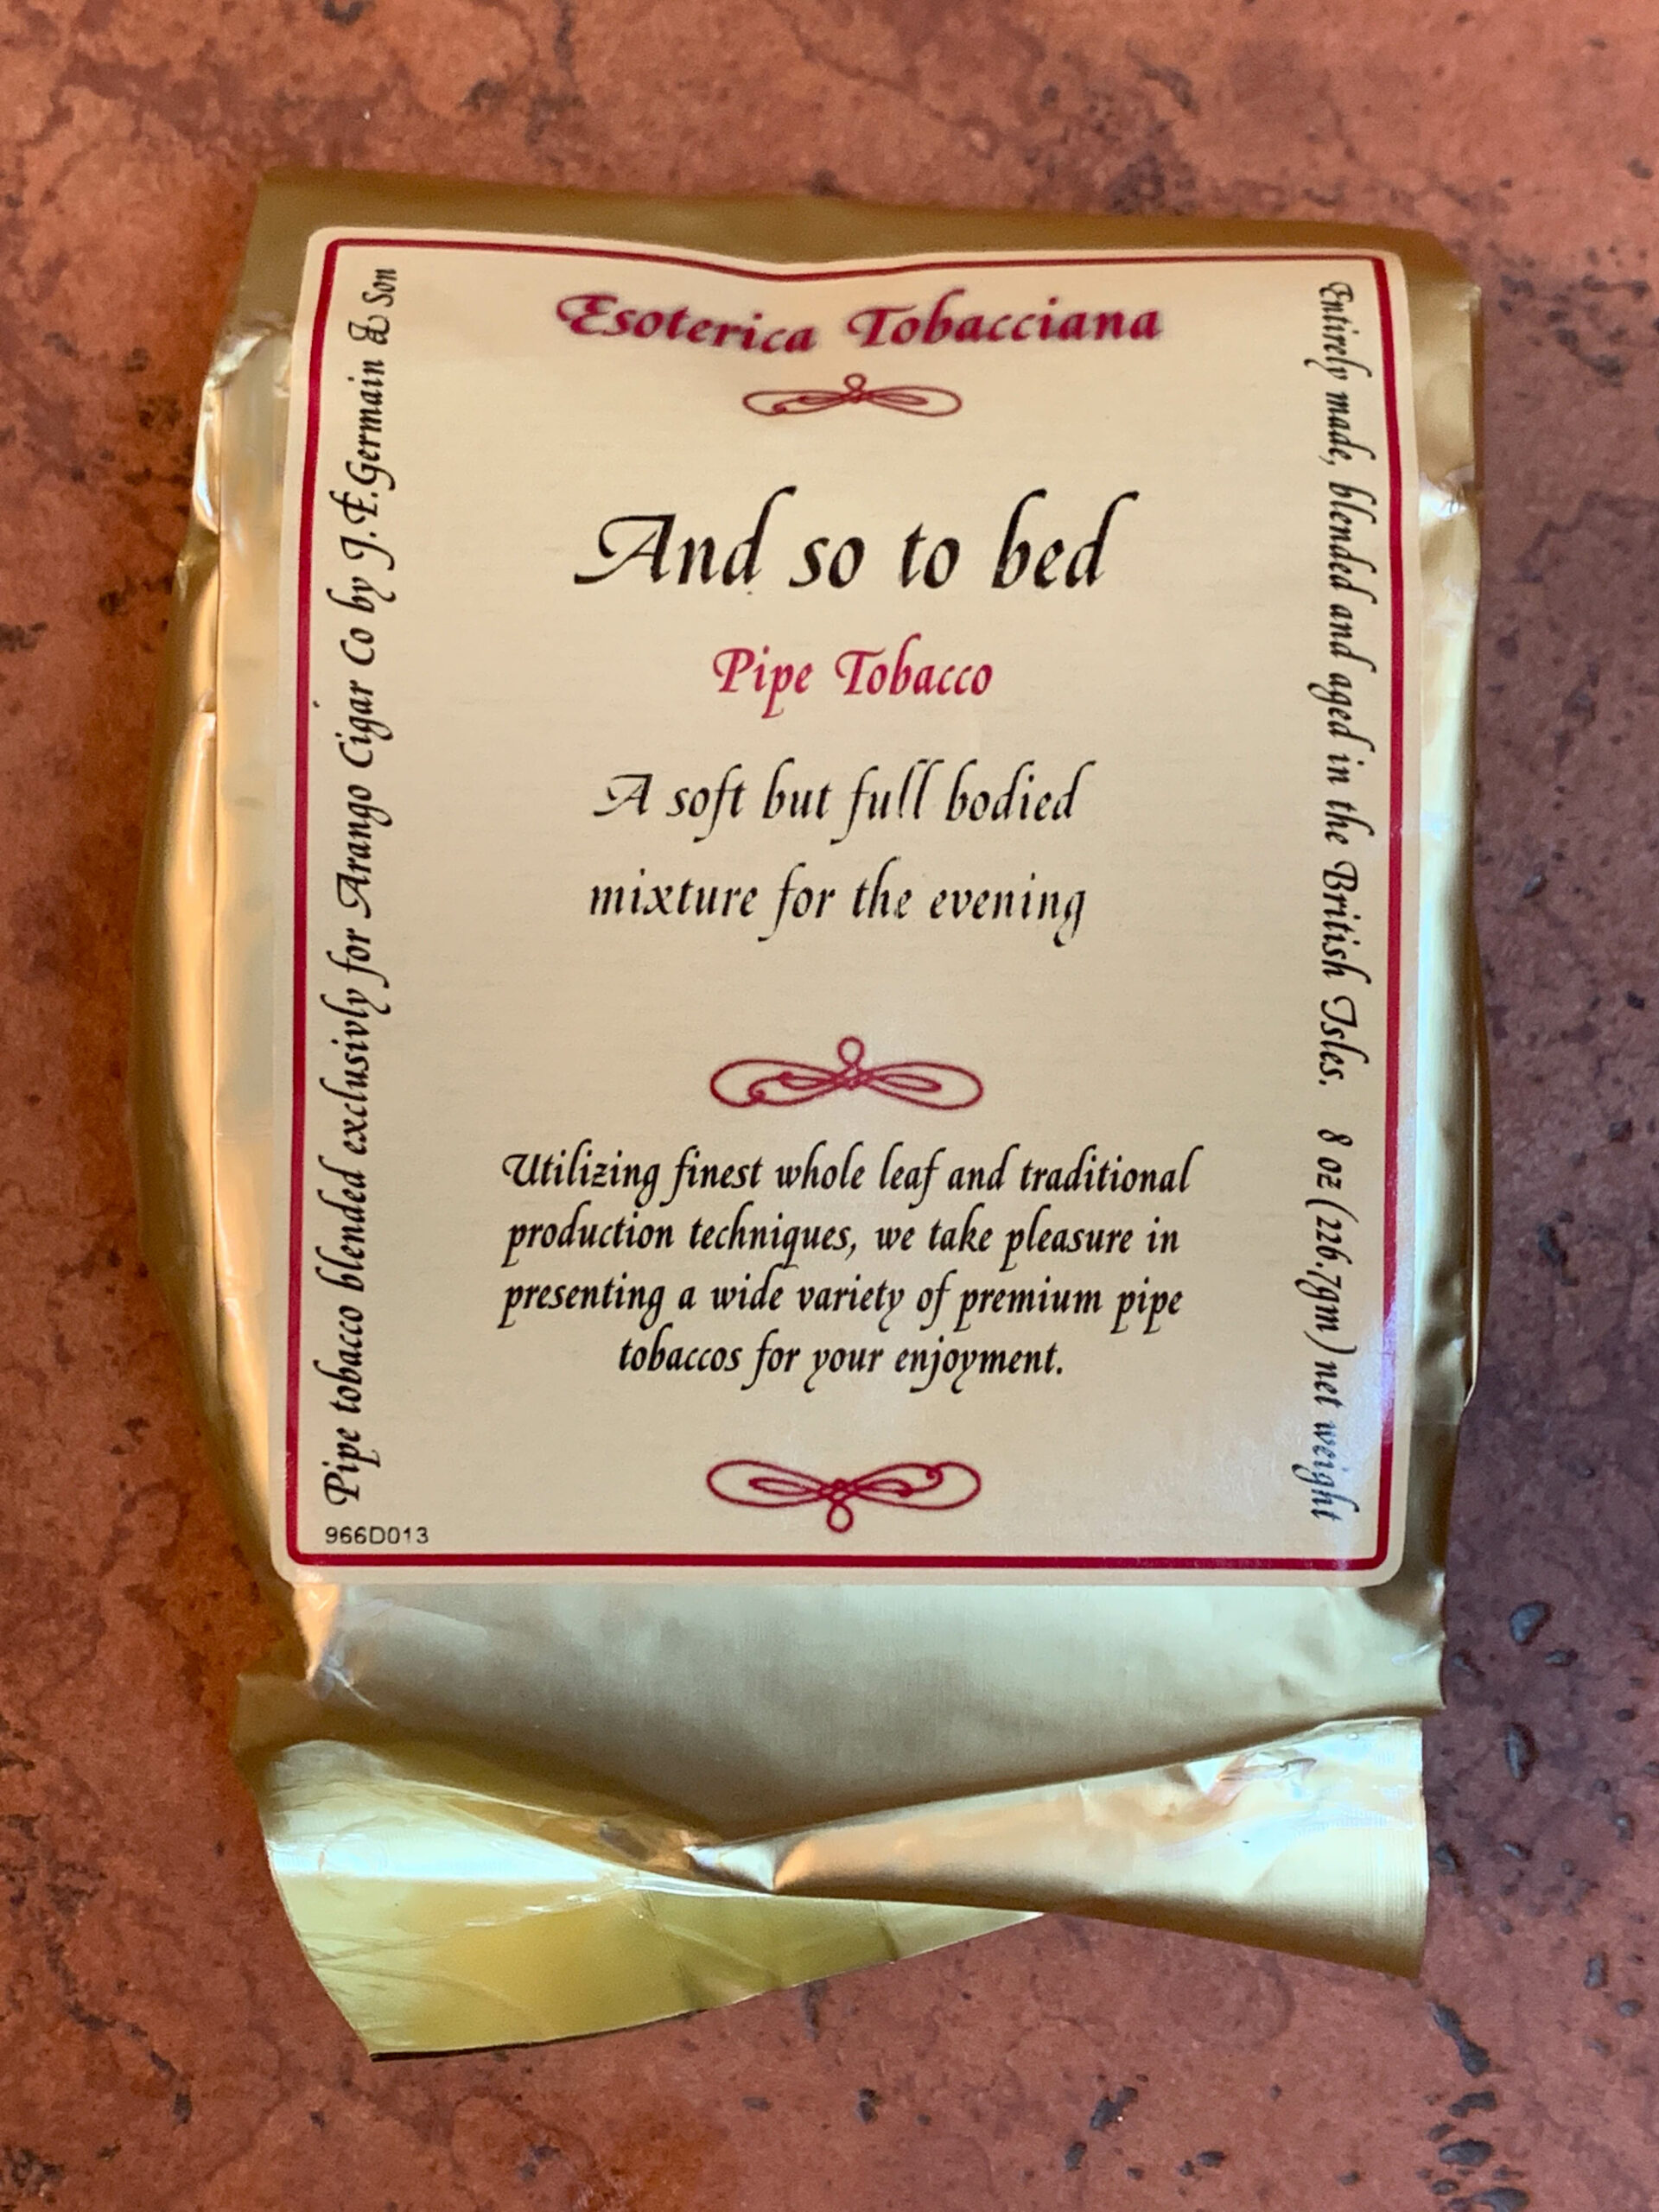 Esoterica Tobacciana
And so to bed
Pipe Tobacco
A soft but full bodied
mixture for the evening
Utilizing finest whole leaf and traditional
production techniques, we take pleasure in
presenting a wide variety of premium pipe
tobaccos for your enjoyment.
Pipe tobacco blended exclusivly for Arango Cigar Co by J.F.Germain & Son
Entirely made, blended and aged in the British Isles. 8 oz (226.7gm) net weight
966D013